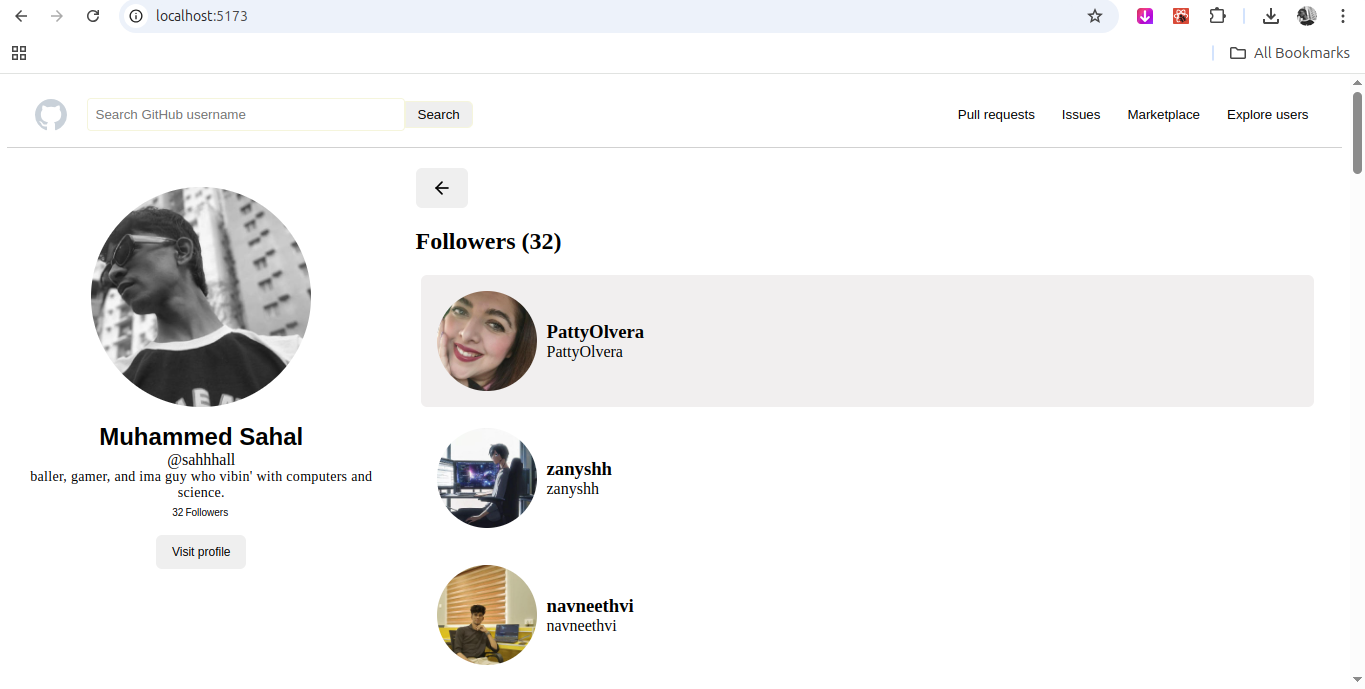 localhost:5173
All Bookmarks
Search GitHub username
Search
Pull requests
Issues
Marketplace
Explore users
Followers (32)
PattyOlvera
PattyOlvera
zanyshh
zanyshh
navneethvi
navneethvi
Muhammed Sahal
@sahhhall
baller, gamer, and ima guy who vibin' with computers and
science.
32 Followers
Visit profile